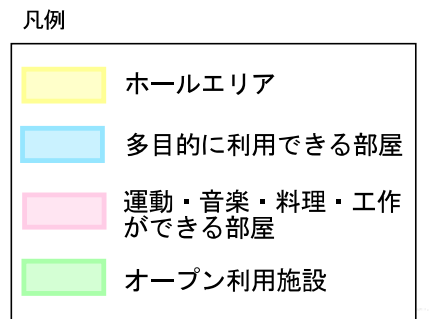 凡例
ホールエリア
多目的に利用できる部屋
運動・音楽・料理・工作
ができる部屋
オープン利用施設